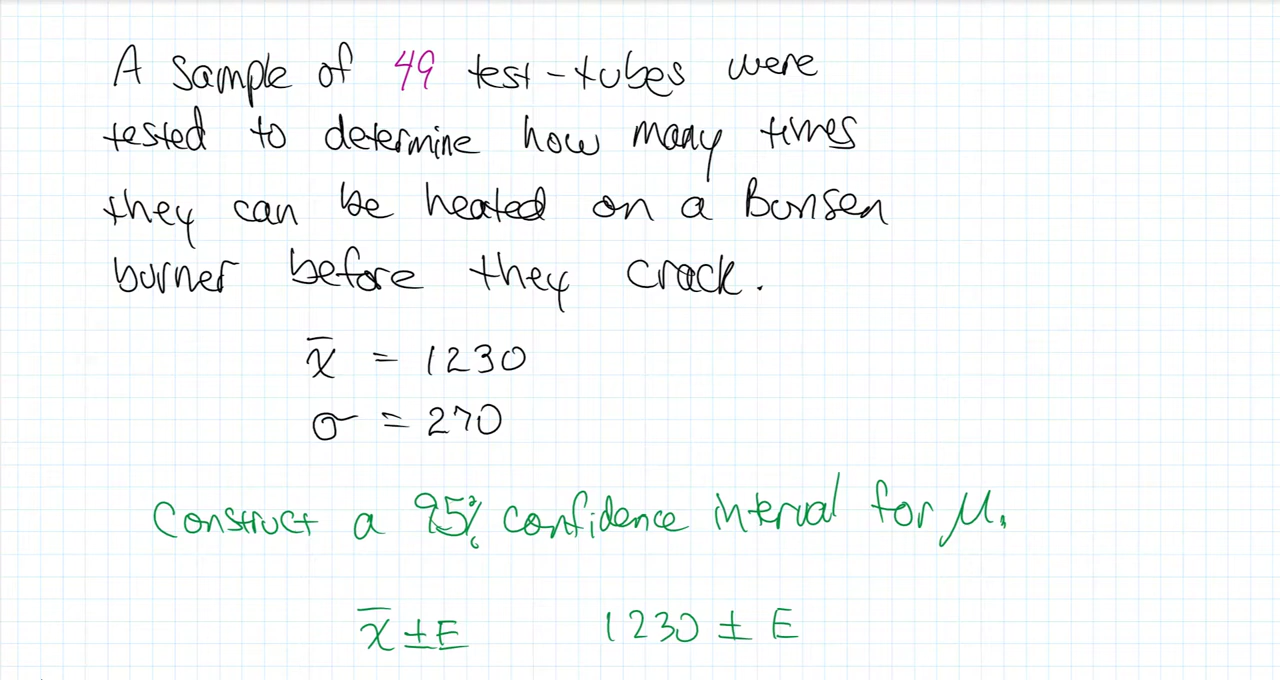 A sample of 49 test-tubes were
tested to determine how many times
they can be heated on a Bunsen
burner before they crack.
x̄ = 1230
σ = 270
Construct a 95% confidence interval for μ.
x̄ ± E 1230 ± E